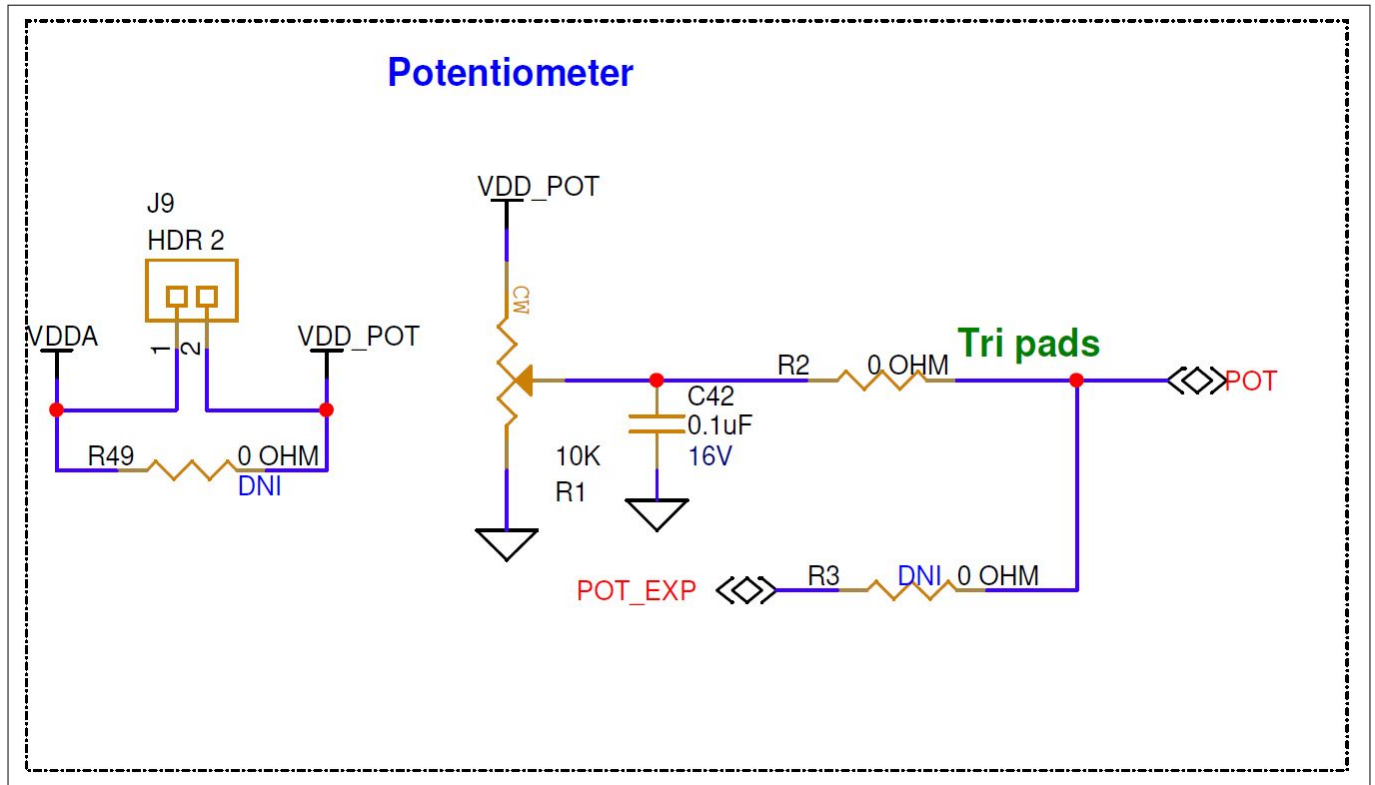 Potentiometer
J9
HDR 2
VDDA
VDD_POT
1
2
R49
0 OHM
DNI
VDD_POT
CW
10K
R1
C42
0.1uF
16V
R2
0 OHM
Tri pads
POT
POT_EXP
R3
DNI
0 OHM